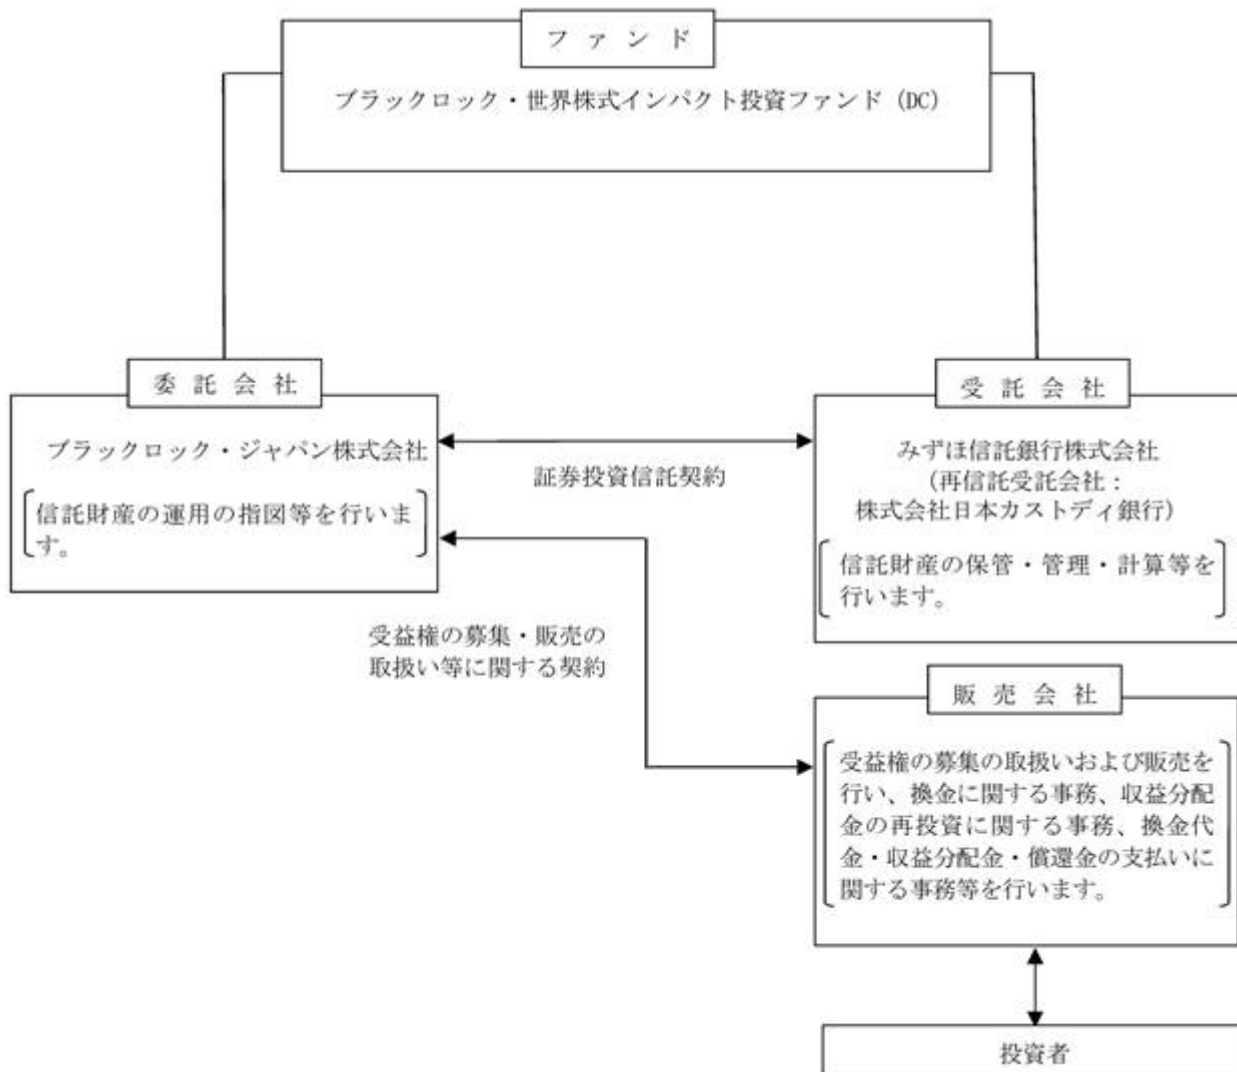 ファンド
ブラックロック・世界株式インパクト投資ファンド（DC）
委託会社
ブラックロック・ジャパン株式会社
信託財産の運用の指図等を行いま
す。
証券投資信託契約
受託会社
みずほ信託銀行株式会社
（再信託受託会社：
株式会社日本カストディ銀行）
信託財産の保管・管理・計算等を
行います。
受益権の募集・販売の
取扱い等に関する契約
販売会社
受益権の募集の取扱いおよび販売を
行い、換金に関する事務、収益分配
金の再投資に関する事務、換金代
金・収益分配金・償還金の支払いに
関する事務等を行います。
投資者